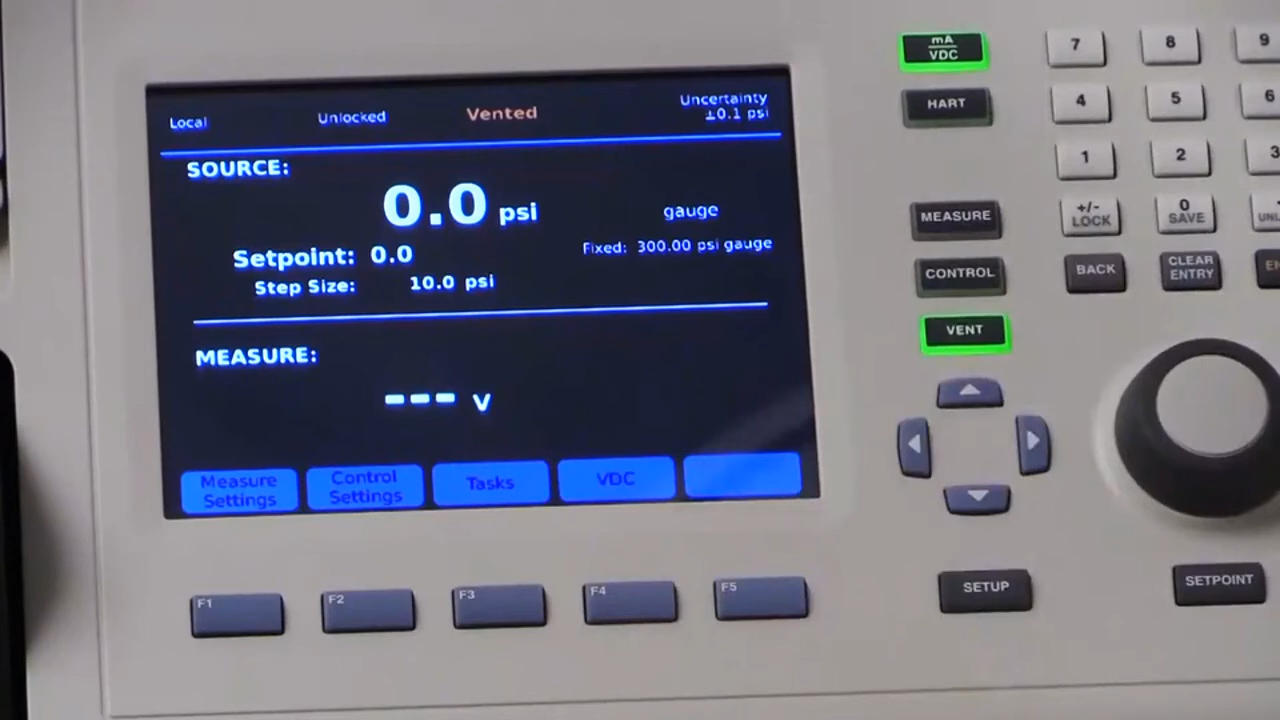 Local Unlocked Vented Uncertainty
±0.1 psi
SOURCE:
0.0 psi gauge
Setpoint: 0.0 Fixed: 300.00 psi gauge
Step Size: 10.0 psi
MEASURE:
--- V
Measure
Settings
Control
Settings
Tasks
VDC
F1 F2 F3 F4 F5
mA
VDC
HART
MEASURE
CONTROL
VENT
SETUP
7 8 9
4 5 6
1 2 3
+/-
LOCK
0
SAVE
BACK
CLEAR
ENTRY
SETPOINT